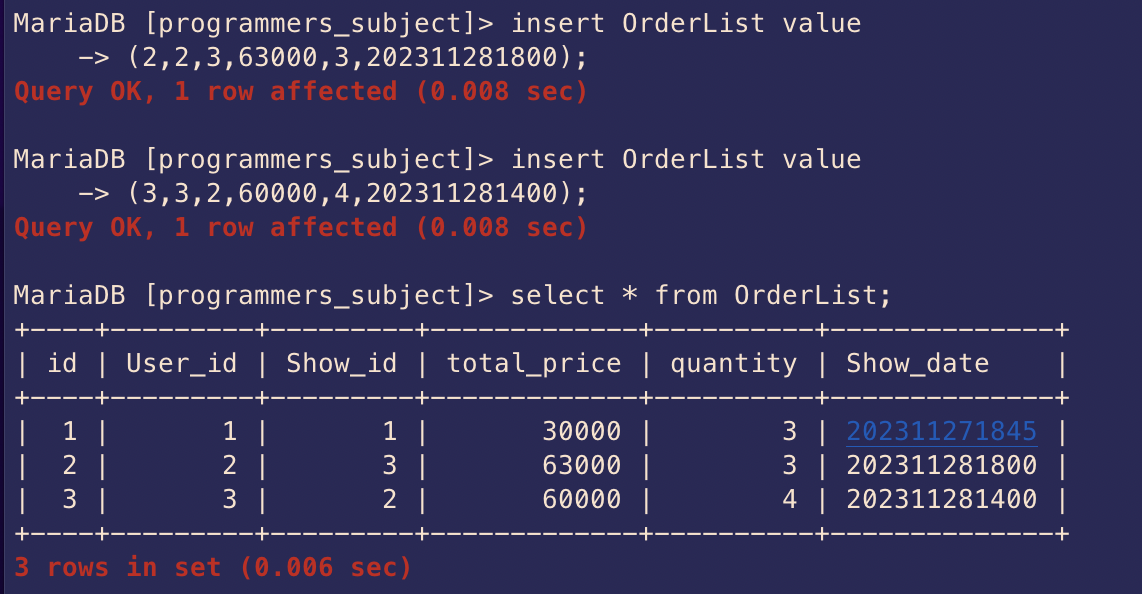 MariaDB [programmers_subject]> insert OrderList value
    -> (2,2,3,63000,3,202311281800);
Query OK, 1 row affected (0.008 sec)
MariaDB [programmers_subject]> insert OrderList value
    -> (3,3,2,60000,4,202311281400);
Query OK, 1 row affected (0.008 sec)
MariaDB [programmers_subject]> select * from OrderList;
+----+---------+---------+-------------+----------+--------------+
| id | User_id | Show_id | total_price | quantity | Show_date    |
+----+---------+---------+-------------+----------+--------------+
|  1 |       1 |       1 |       30000 |        3 | 202311271845 |
|  2 |       2 |       3 |       63000 |        3 | 202311281800 |
|  3 |       3 |       2 |       60000 |        4 | 202311281400 |
+----+---------+---------+-------------+----------+--------------+
3 rows in set (0.006 sec)